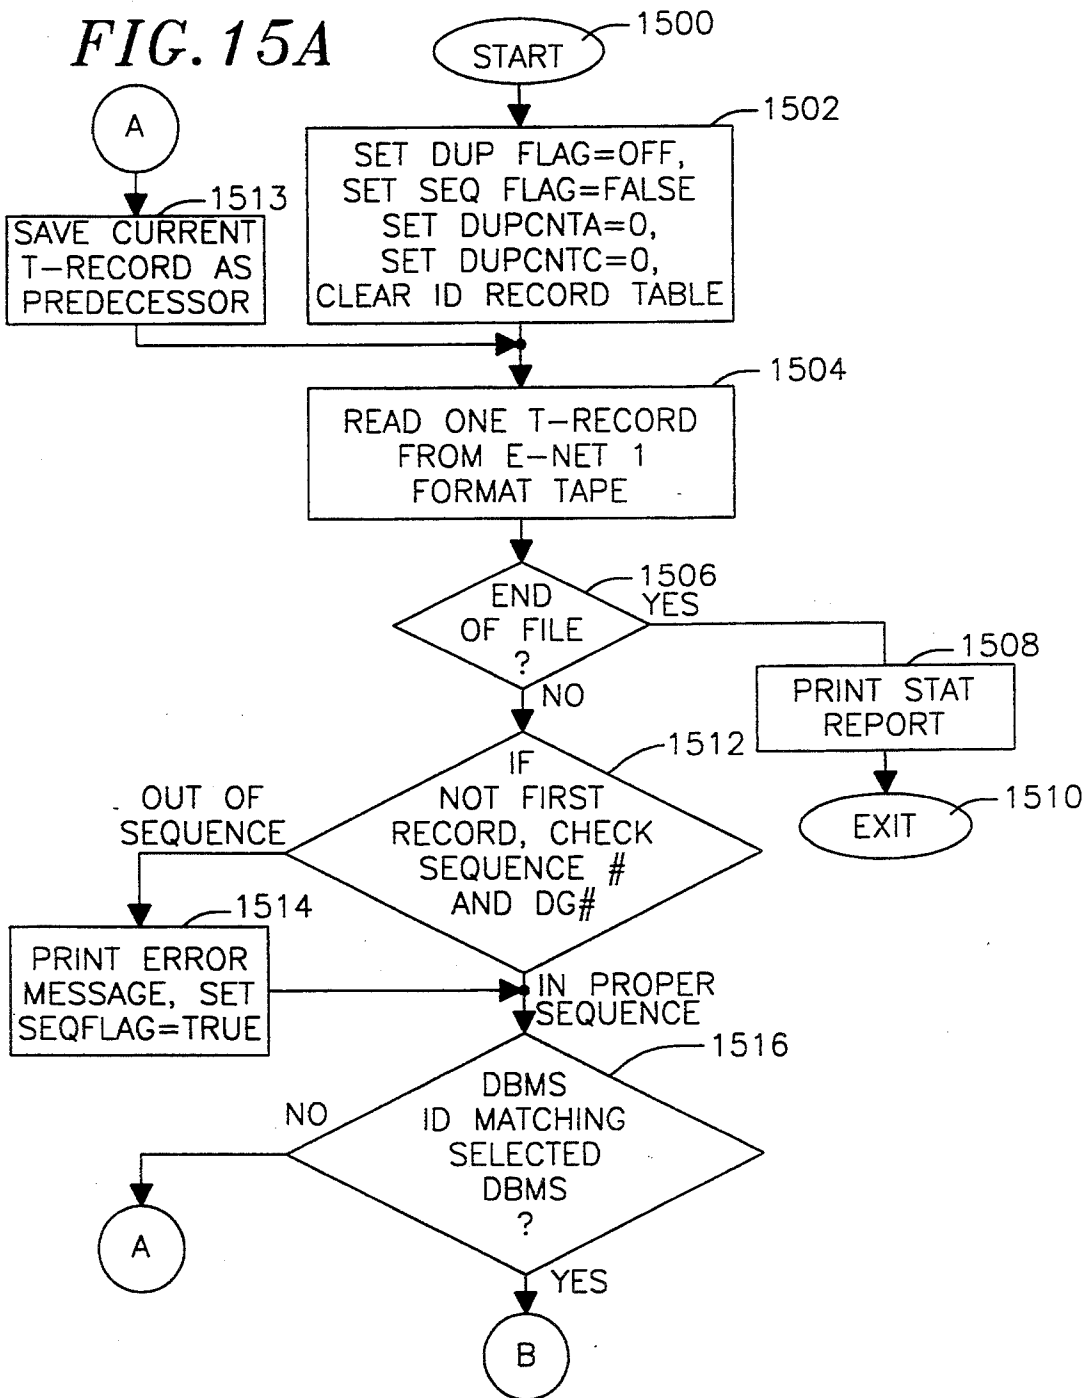 FIG. 15A
START
1500
A
1502
SET DUP FLAG=OFF,
SET SEQ FLAG=FALSE
SET DUPCNTA=0,
SET DUPCNTC=0,
CLEAR ID RECORD TABLE
1513
SAVE CURRENT
T-RECORD AS
PREDECESSOR
1504
READ ONE T-RECORD
FROM E-NET 1
FORMAT TAPE
1506
END
OF FILE
?
YES
NO
1508
PRINT STAT
REPORT
1510
EXIT
1512
IF
NOT FIRST
RECORD, CHECK
SEQUENCE #
AND DG#
OUT OF
SEQUENCE
1514
PRINT ERROR
MESSAGE, SET
SEQFLAG=TRUE
IN PROPER
SEQUENCE
1516
DBMS
ID MATCHING
SELECTED
DBMS
?
NO
A
YES
B